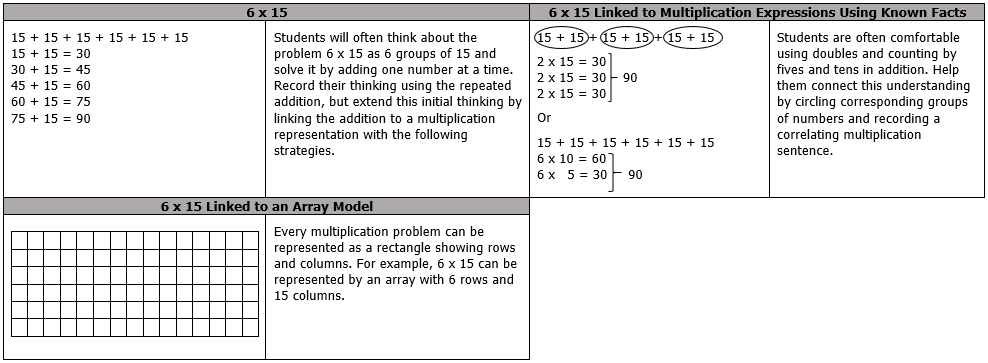 6 x 15
15 + 15 + 15 + 15 + 15 + 15
15 + 15 = 30
30 + 15 = 45
45 + 15 = 60
60 + 15 = 75
75 + 15 = 90
Students will often think about the
problem 6 x 15 as 6 groups of 15 and
solve it by adding one number at a time.
Record their thinking using the repeated
addition, but extend this initial thinking by
linking the addition to a multiplication
representation with the following
strategies.
6 x 15 Linked to Multiplication Expressions Using Known Facts
15 + 15 + 15 + 15 + 15 + 15
2 x 15 = 30
2 x 15 = 30 90
2 x 15 = 30
Or
15 + 15 + 15 + 15 + 15 + 15
6 x 10 = 60
6 x 5 = 30 90
Students are often comfortable
using doubles and counting by
fives and tens in addition. Help
them connect this understanding
by circling corresponding groups
of numbers and recording a
correlating multiplication
sentence.
6 x 15 Linked to an Array Model
Every multiplication problem can be
represented as a rectangle showing rows
and columns. For example, 6 x 15 can be
represented by an array with 6 rows and
15 columns.